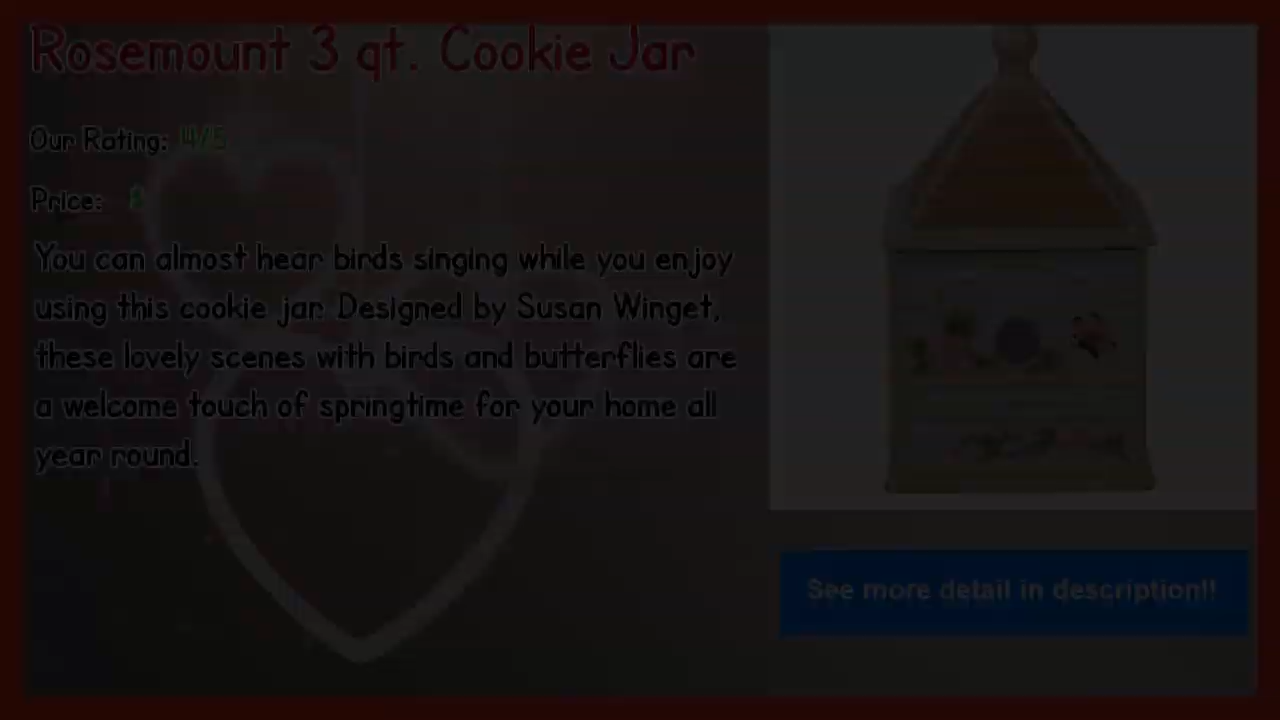 Rosemount 3 qt. Cookie Jar
Our Rating: 4/5
Price: $
You can almost hear birds singing while you enjoy
using this cookie jar. Designed by Susan Winget,
these lovely scenes with birds and butterflies are
a welcome touch of springtime for your home all
year round.
See more detail in description!!